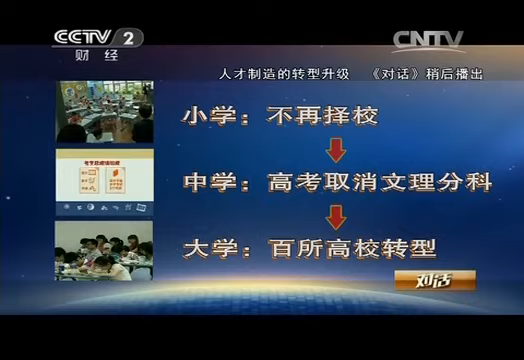 CCTV 2
财经
CNTV
人才制造的转型升级 《对话》稍后播出
小学：不再择校
中学：高考取消文理分科
大学：百所高校转型
对话